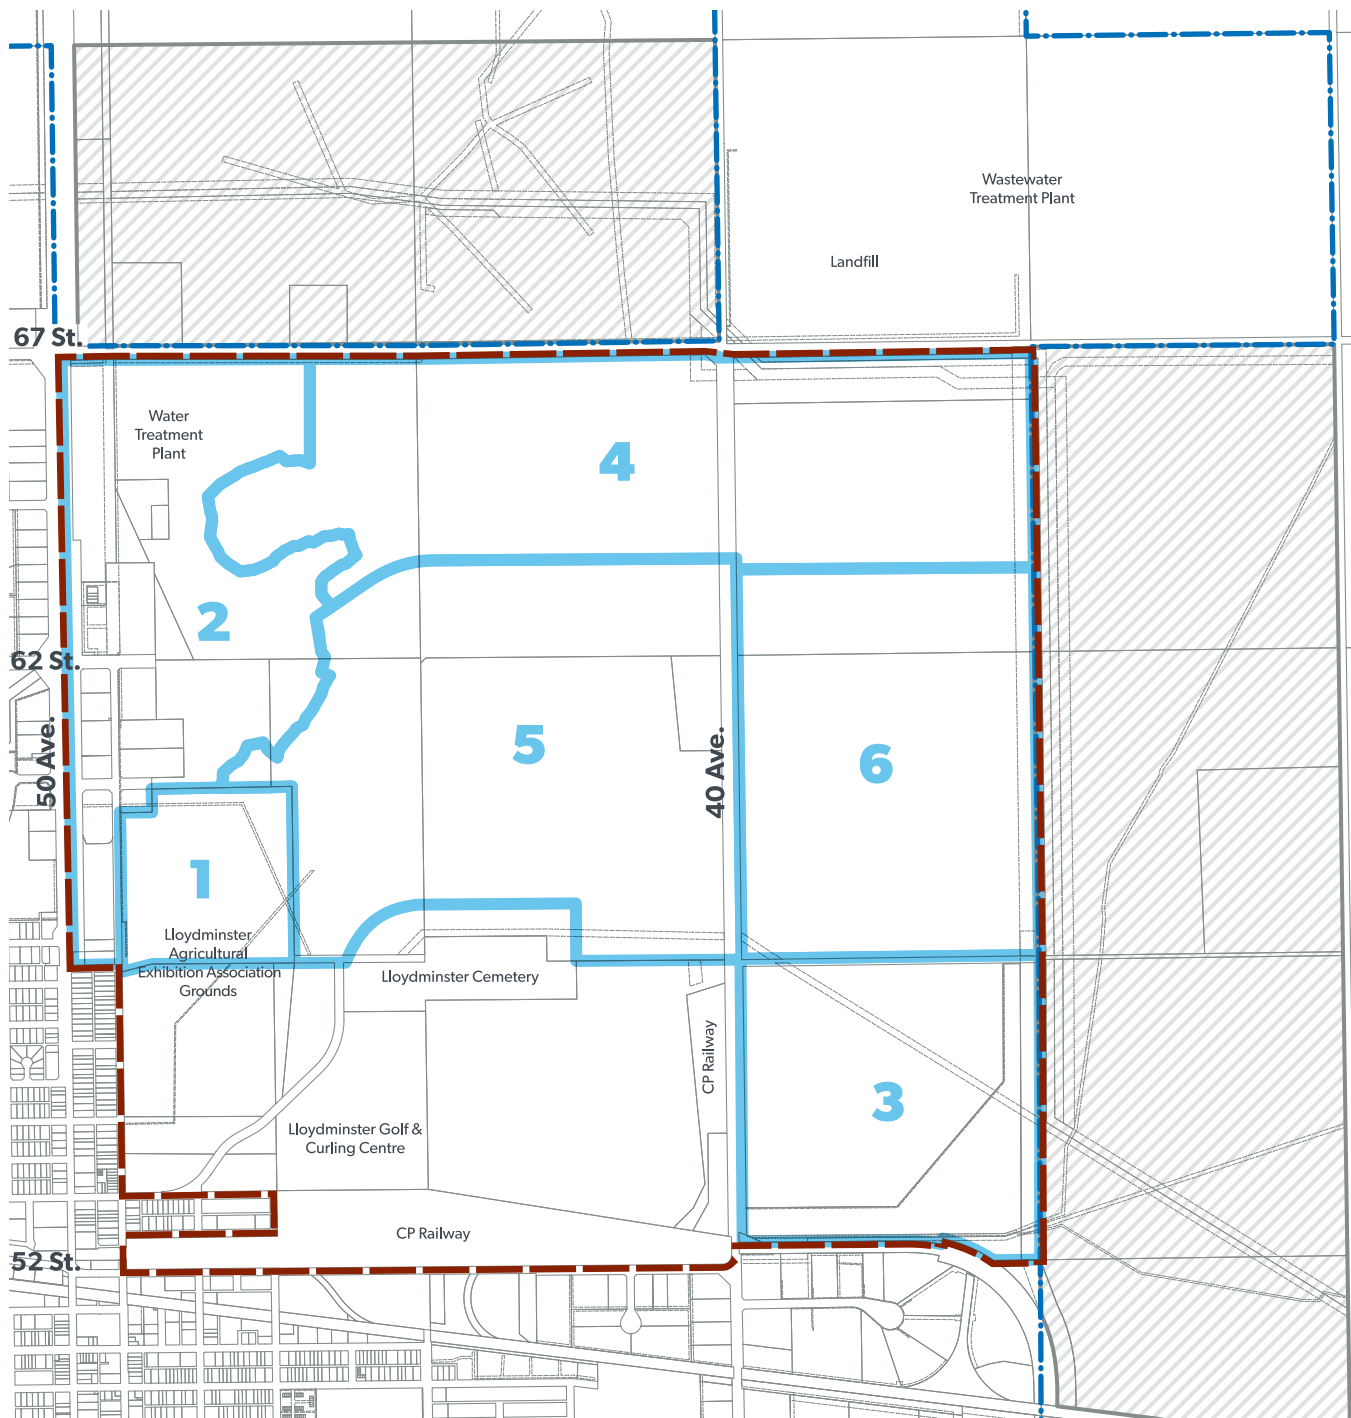 Wastewater
Treatment Plant
Landfill
67 St.
Water
Treatment
Plant
4
2
62 St.
50 Ave.
5
40 Ave.
6
1
Lloydminster
Agricultural
Exhibition Association
Grounds
Lloydminster Cemetery
CP Railway
3
Lloydminster Golf &
Curling Centre
CP Railway
52 St.